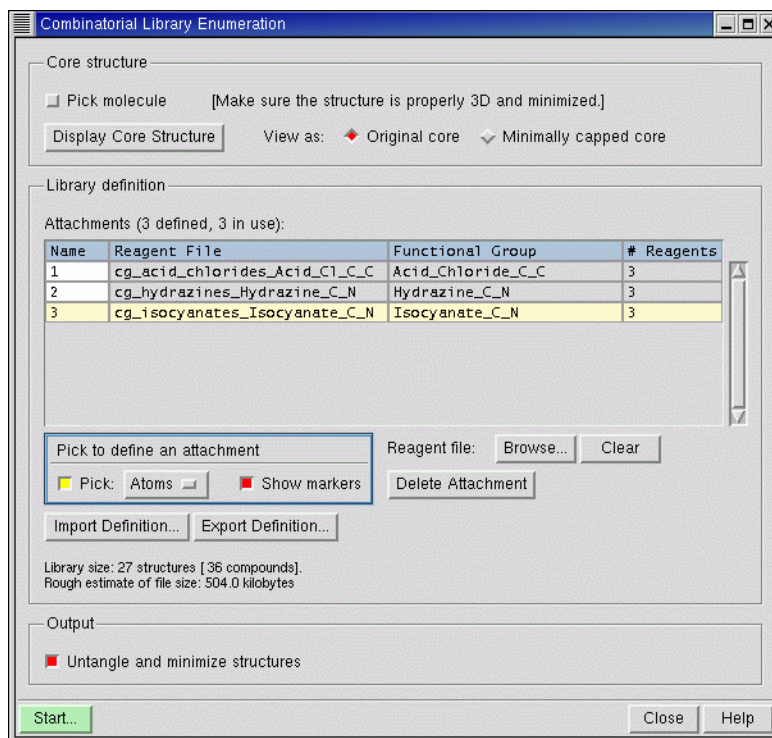 Combinatorial Library Enumeration
Core structure
Pick molecule [Make sure the structure is properly 3D and minimized.]
Display Core Structure View as: Original core Minimally capped core
Library definition
Attachments (3 defined, 3 in use):
Name Reagent File Functional Group # Reagents
1 cg_acid_chlorides_Acid_Cl_C_C Acid_Chloride_C_C 3
2 cg_hydrazines_Hydrazine_C_N Hydrazine_C_N 3
3 cg_isocyanates_Isocyanate_C_N Isocyanate_C_N 3
Pick to define an attachment Reagent file: Browse... Clear
Pick: Atoms Show markers Delete Attachment
Import Definition... Export Definition...
Library size: 27 structures [ 36 compounds].
Rough estimate of file size: 504.0 kilobytes
Output
Untangle and minimize structures
Start... Close Help